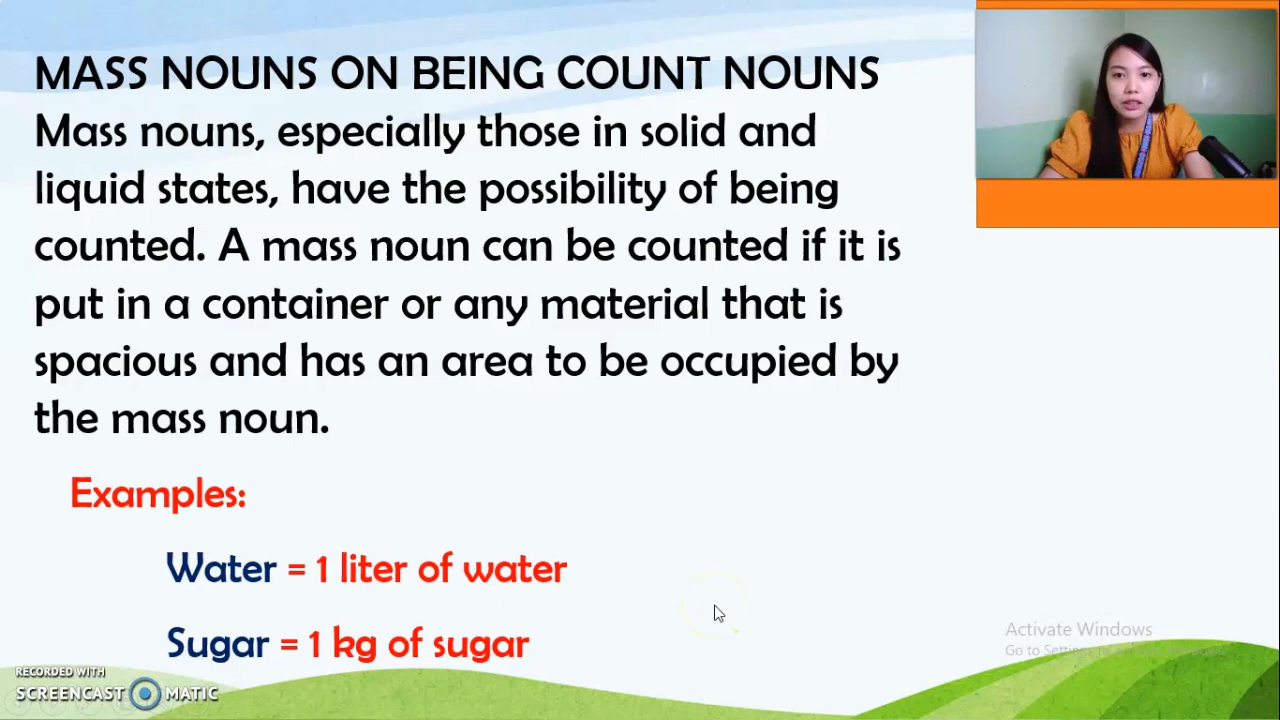 MASS NOUNS ON BEING COUNT NOUNS
Mass nouns, especially those in solid and
liquid states, have the possibility of being
counted. A mass noun can be counted if it is
put in a container or any material that is
spacious and has an area to be occupied by
the mass noun.
Examples:
Water = 1 liter of water
Sugar = 1 kg of sugar
Activate Windows
Go to Settings to activate Windows.
RECORDED WITH
SCREENCAST MATIC